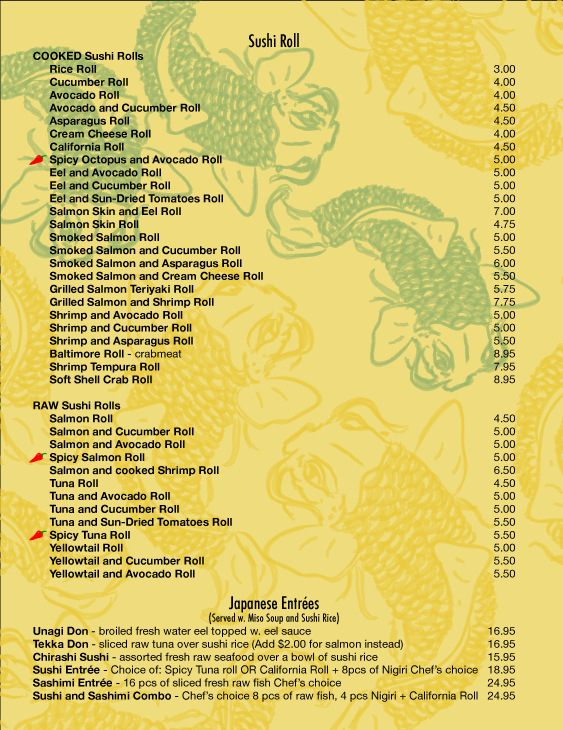 Sushi Roll
COOKED Sushi Rolls
Rice Roll 3.00
Cucumber Roll 4.00
Avocado Roll 4.00
Avocado and Cucumber Roll 4.50
Asparagus Roll 4.50
Cream Cheese Roll 4.00
California Roll 4.50
Spicy Octopus and Avocado Roll 5.00
Eel and Avocado Roll 5.00
Eel and Cucumber Roll 5.00
Eel and Sun-Dried Tomatoes Roll 5.00
Salmon Skin and Eel Roll 7.00
Salmon Skin Roll 4.75
Smoked Salmon Roll 5.00
Smoked Salmon and Cucumber Roll 5.50
Smoked Salmon and Asparagus Roll 6.00
Smoked Salmon and Cream Cheese Roll 5.50
Grilled Salmon Teriyaki Roll 5.75
Grilled Salmon and Shrimp Roll 7.75
Shrimp and Avocado Roll 5.00
Shrimp and Cucumber Roll 5.00
Shrimp and Asparagus Roll 5.50
Baltimore Roll - crabmeat 8.95
Shrimp Tempura Roll 7.95
Soft Shell Crab Roll 8.95
RAW Sushi Rolls
Salmon Roll 4.50
Salmon and Cucumber Roll 5.00
Salmon and Avocado Roll 5.00
Spicy Salmon Roll 5.00
Salmon and cooked Shrimp Roll 6.50
Tuna Roll 4.50
Tuna and Avocado Roll 5.00
Tuna and Cucumber Roll 5.00
Tuna and Sun-Dried Tomatoes Roll 5.50
Spicy Tuna Roll 5.50
Yellowtail Roll 5.00
Yellowtail and Cucumber Roll 5.50
Yellowtail and Avocado Roll 5.50
Japanese Entrées
(Served w. Miso Soup and Sushi Rice)
Unagi Don - broiled fresh water eel topped w. eel sauce 16.95
Tekka Don - sliced raw tuna over sushi rice (Add $2.00 for salmon instead) 16.95
Chirashi Sushi - assorted fresh raw seafood over a bowl of sushi rice 15.95
Sushi Entrée - Choice of: Spicy Tuna roll OR California Roll + 8pcs of Nigiri Chef's choice 18.95
Sashimi Entrée - 16 pcs of sliced fresh raw fish Chef's choice 24.95
Sushi and Sashimi Combo - Chef's choice 8 pcs of raw fish, 4 pcs Nigiri + California Roll 24.95